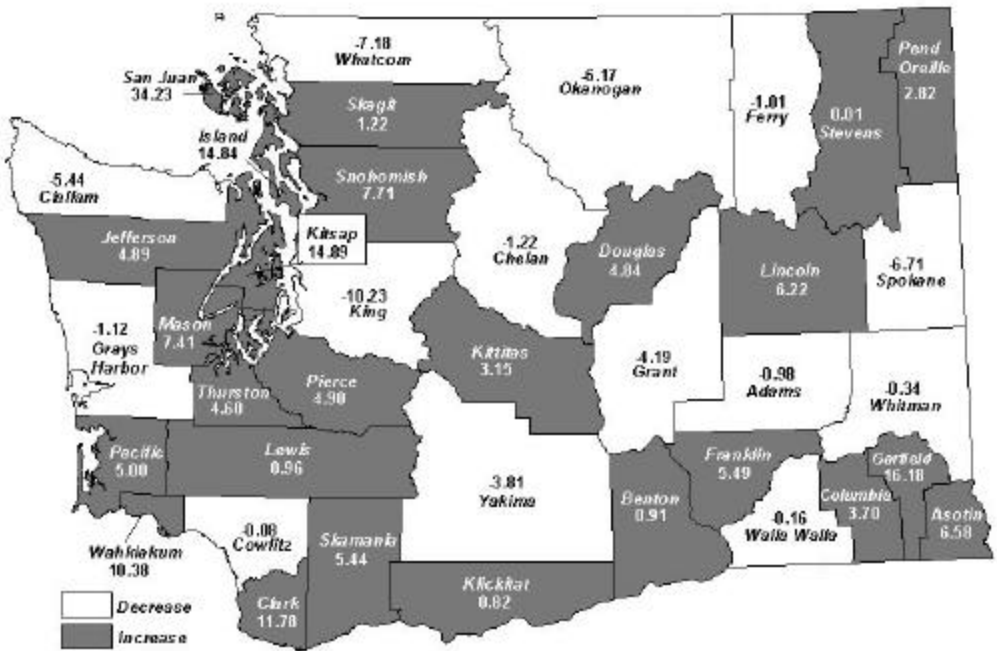 -7.18
Whatcom
San Juan
34.23
Skagit
1.22
Island
14.84
Snohomish
7.71
-5.44
Clallam
Jefferson
4.89
Kitsap
14.89
-10.23
King
-1.22
Chelan
Okanogan
Douglas
4.84
-1.01
Ferry
0.01
Stevens
Pend
Oreille
2.82
Lincoln
6.22
-6.71
Spokane
-1.12
Grays
Harbor
Mason
7.41
Thurston
4.60
Pierce
4.90
Kittitas
3.15
-4.19
Grant
-0.98
Adams
-0.34
Whitman
Pacific
5.00
Lewis
0.96
-3.81
Yakima
Benton
0.91
Franklin
5.49
-0.16
Walla Walla
Columbia
3.70
Garfield
16.18
Asotin
6.58
Wahkiakum
10.38
-0.08
Cowlitz
Skamania
5.44
Clark
11.78
Klickitat
0.82
Decrease
Increase